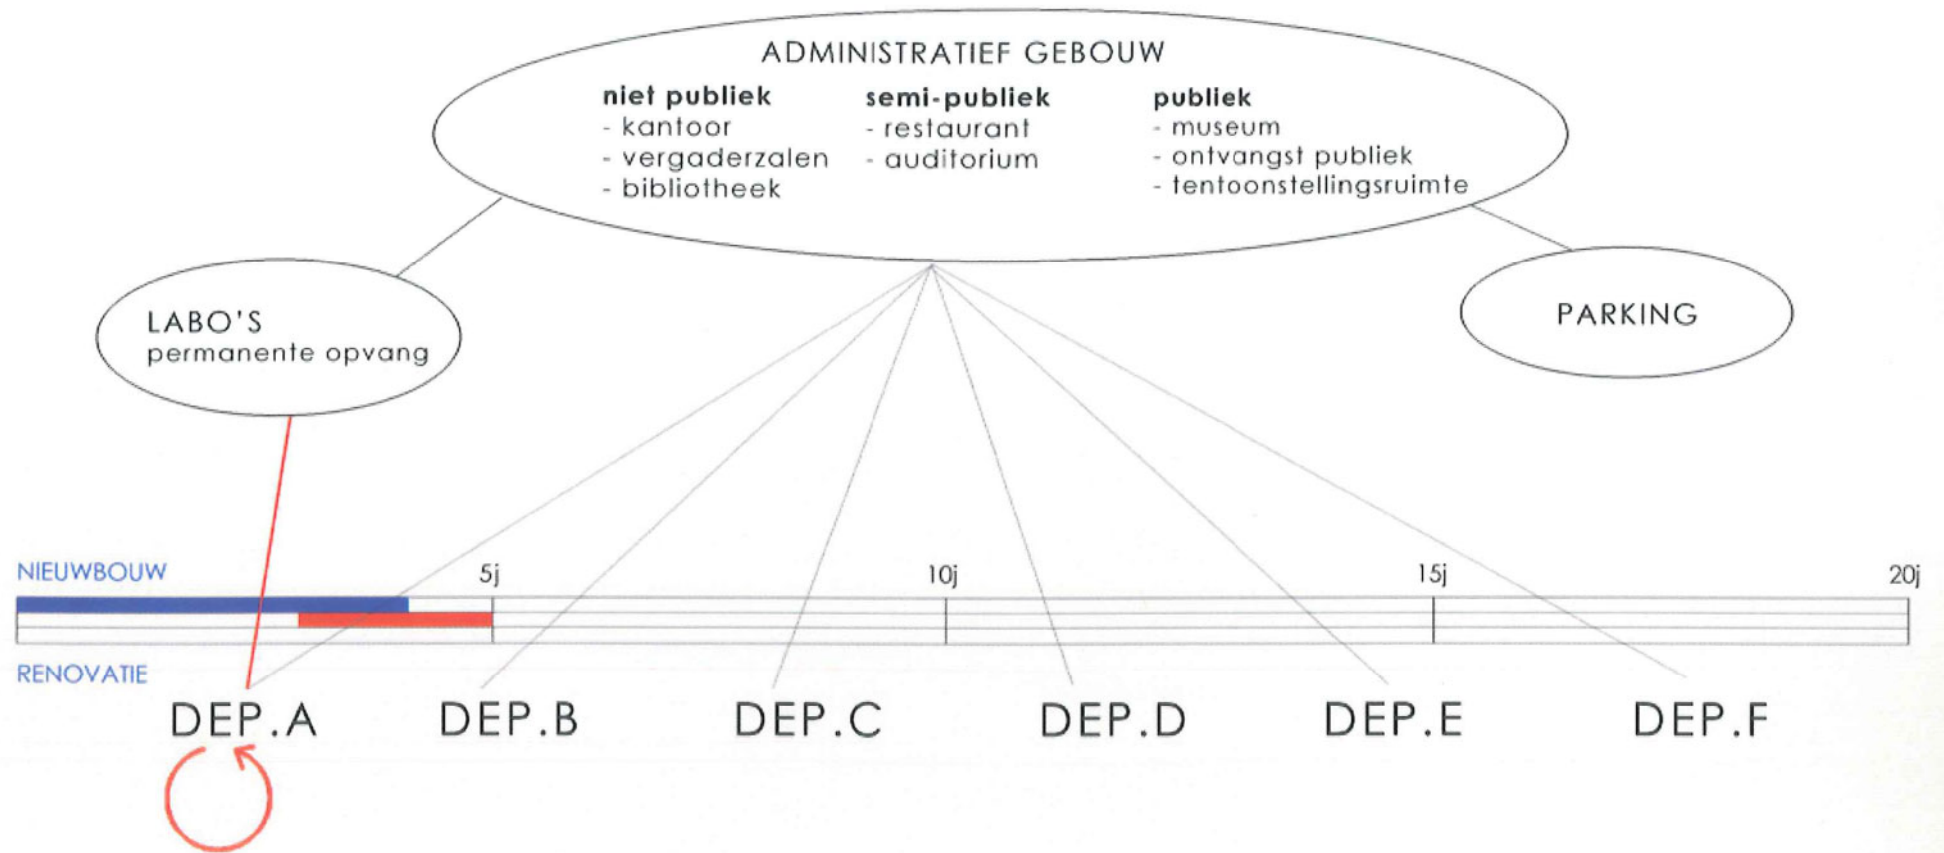 ADMINISTRATIEF GEBOUW
niet publiek
- kantoor
- vergaderzalen
- bibliotheek
semi-publiek
- restaurant
- auditorium
publiek
- museum
- ontvangst publiek
- tentoonstellingsruimte
LABO'S
permanente opvang
PARKING
NIEUWBOUW
5j
10j
15j
20j
RENOVATIE
DEP.A
DEP.B
DEP.C
DEP.D
DEP.E
DEP.F